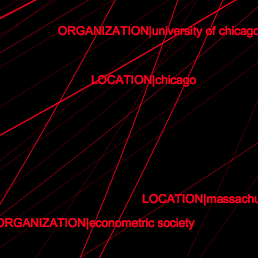 ORGANIZATION|university of chicago
LOCATION|chicago
LOCATION|massachu
ORGANIZATION|econometric society